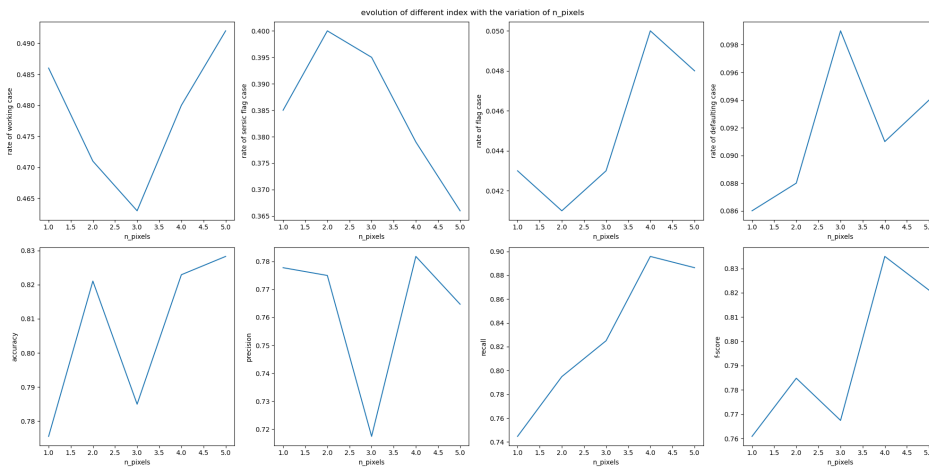 evolution of different index with the variation of n_pixels
rate of working case
0.490
0.485
0.480
0.475
0.470
0.465
1.0 1.5 2.0 2.5 3.0 3.5 4.0 4.5 5.0
n_pixels
rate of sersic flag case
0.400
0.395
0.390
0.385
0.380
0.375
0.370
0.365
1.0 1.5 2.0 2.5 3.0 3.5 4.0 4.5 5.0
n_pixels
rate of flag case
0.050
0.048
0.046
0.044
0.042
1.0 1.5 2.0 2.5 3.0 3.5 4.0 4.5 5.0
n_pixels
rate of defaulting case
0.098
0.096
0.094
0.092
0.090
0.088
0.086
1.0 1.5 2.0 2.5 3.0 3.5 4.0 4.5 5.0
n_pixels
accuracy
0.83
0.82
0.81
0.80
0.79
0.78
1.0 1.5 2.0 2.5 3.0 3.5 4.0 4.5 5.0
n_pixels
precision
0.78
0.77
0.76
0.75
0.74
0.73
0.72
1.0 1.5 2.0 2.5 3.0 3.5 4.0 4.5 5.0
n_pixels
recall
0.90
0.88
0.86
0.84
0.82
0.80
0.78
0.76
0.74
1.0 1.5 2.0 2.5 3.0 3.5 4.0 4.5 5.0
n_pixels
f-score
0.83
0.82
0.81
0.80
0.79
0.78
0.77
0.76
1.0 1.5 2.0 2.5 3.0 3.5 4.0 4.5
n_pixels